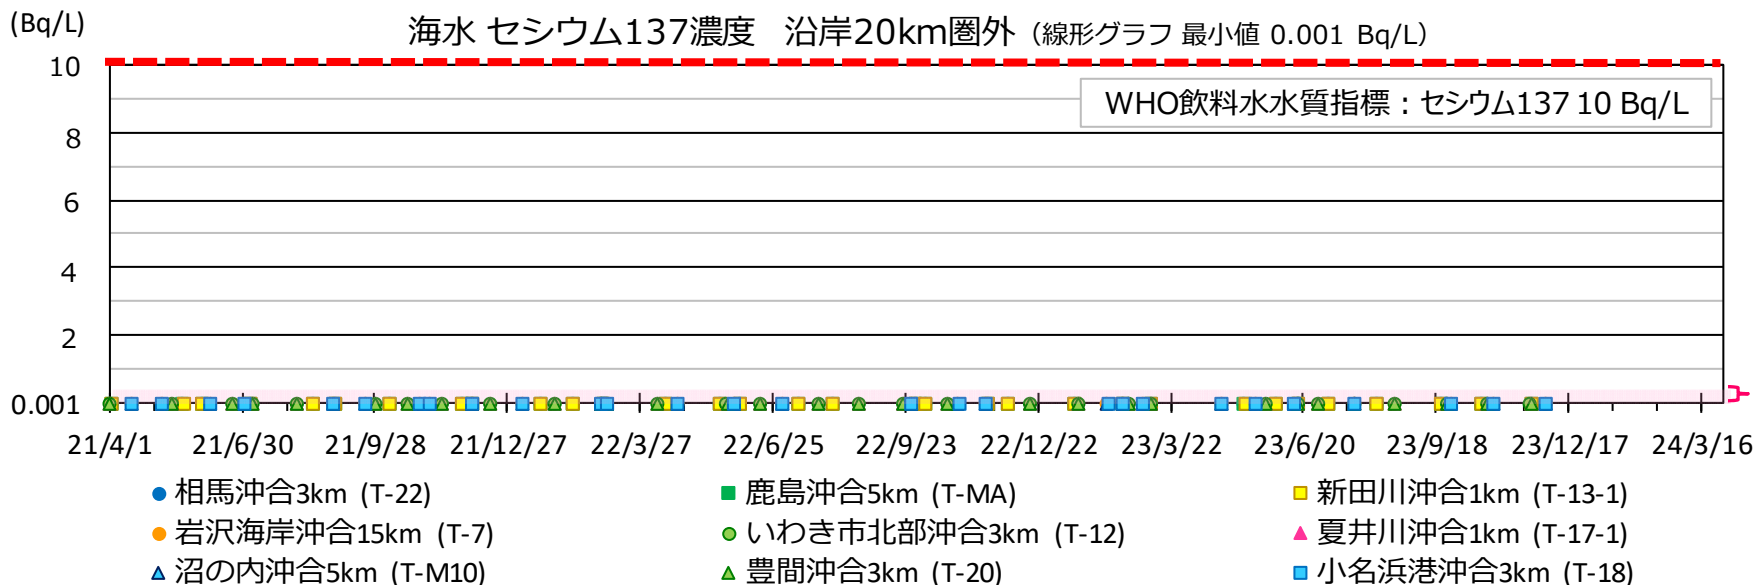 (Bq/L)
海水 セシウム137濃度 沿岸20km圏外（線形グラフ 最小値 0.001 Bq/L）
10
WHO飲料水水質指標：セシウム137 10 Bq/L
8
6
4
2
0.001
21/4/1 21/6/30 21/9/28 21/12/27 22/3/27 22/6/25 22/9/23 22/12/22 23/3/22 23/6/20 23/9/18 23/12/17 24/3/16
相馬沖合3km (T-22) 鹿島沖合5km (T-MA) 新田川沖合1km (T-13-1)
岩沢海岸沖合15km (T-7) いわき市北部沖合3km (T-12) 夏井川沖合1km (T-17-1)
沼の内沖合5km (T-M10) 豊間沖合3km (T-20) 小名浜港沖合3km (T-18)